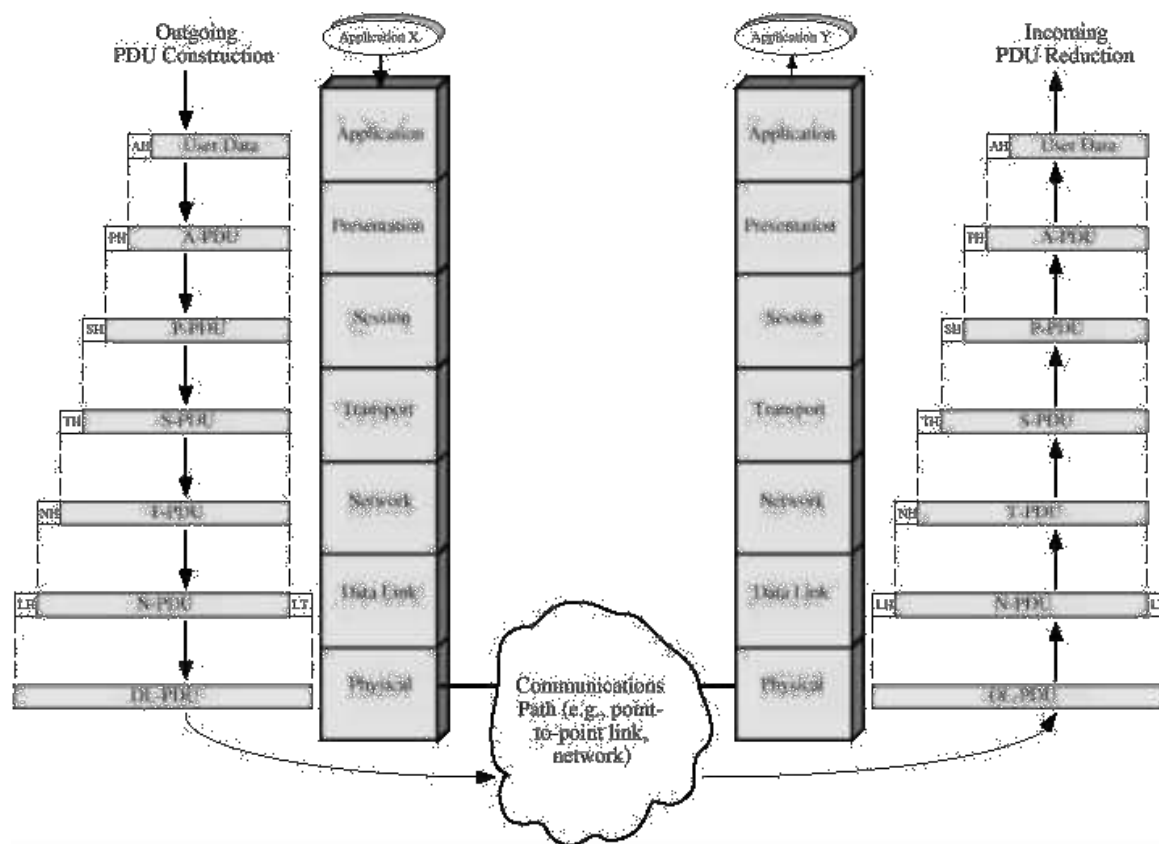 Outgoing
PDU Construction
Application X
Application Y
Incoming
PDU Reduction
AH User Data
Application
Application
AH User Data
PH A-PDU
Presentation
Presentation
PH A-PDU
SH P-PDU
Session
Session
SH P-PDU
TH S-PDU
Transport
Transport
TH S-PDU
NH T-PDU
Network
Network
NH T-PDU
LH N-PDU LT
Data Link
Data Link
LH N-PDU
DL-PDU
Physical
Communications
Path (e.g., point-
to-point link,
network)
Physical
DL-PDU